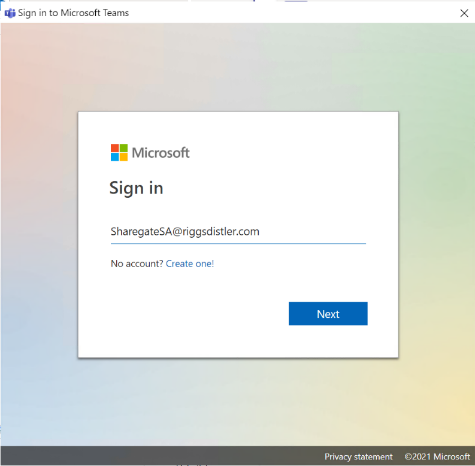 Sign in to Microsoft Teams
Microsoft
Sign in
SharegateSA@riggsdistler.com
No account? Create one!
Next
Privacy statement ©2021 Microsoft